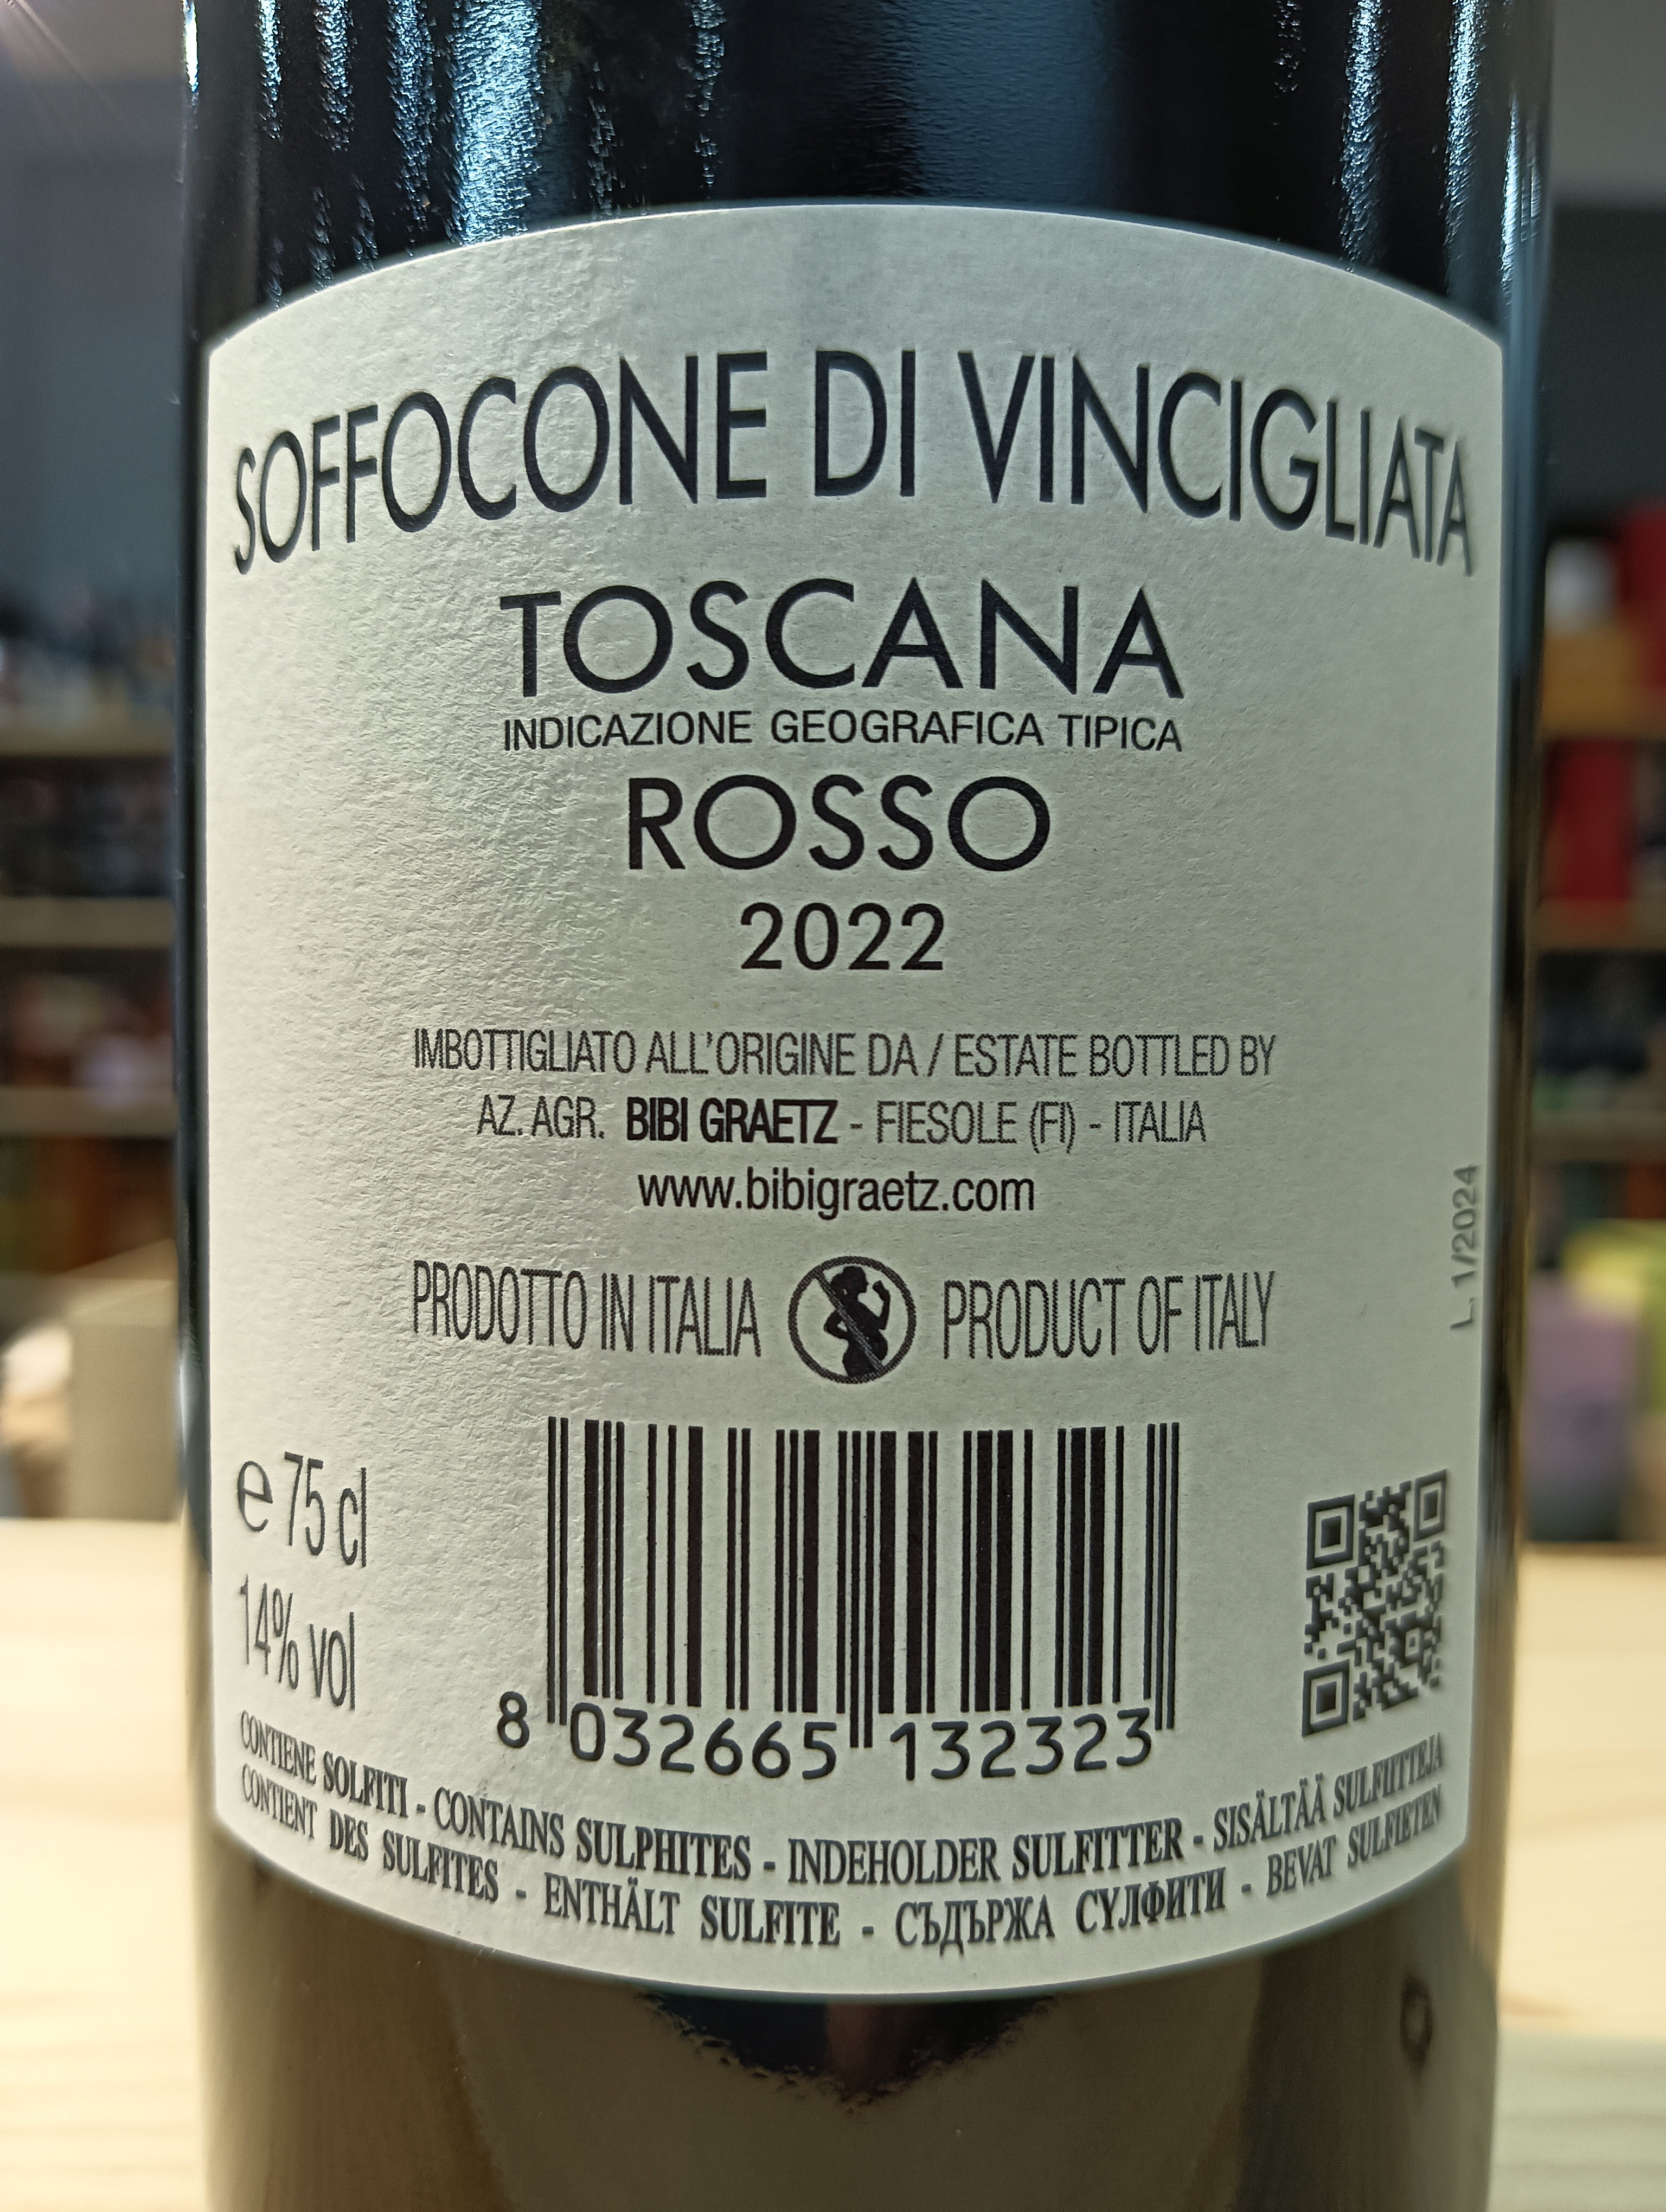 SOFFOCONE DI VINCIGLIATA
TOSCANA
INDICAZIONE GEOGRAFICA TIPICA
ROSSO
2022
IMBOTTIGLIATO ALL'ORIGINE DA / ESTATE BOTTLED BY
AZ. AGR. BIBI GRAETZ - FIESOLE (FI) - ITALIA
www.bibigraetz.com
L. 1/2024
PRODOTTO IN ITALIA PRODUCT OF ITALY
e 75 cl
14% vol
8 032665 132323
CONTIENE SOLFITI - CONTAINS SULPHITES - INDEHOLDER SULFITTER - SISÄLTÄÄ SULFIITTEJA
CONTIENT DES SULFITES - ENTHÄLT SULFITE - СЪДЪРЖА СУЛФИТИ - BEVAT SULFIETEN